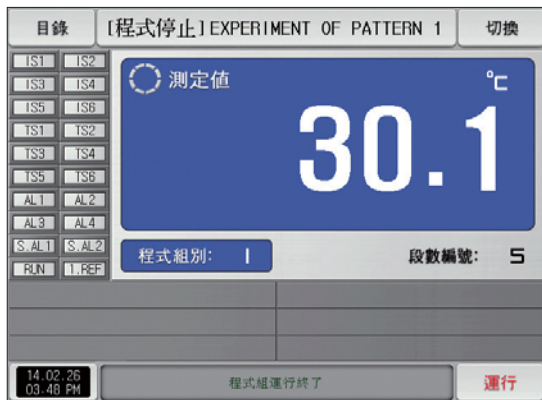 目錄 [程式停止]EXPERIMENT OF PATTERN 1 切換
IS1 IS2
IS3 IS4
IS5 IS6
TS1 TS2
TS3 TS4
TS5 TS6
AL1 AL2
AL3 AL4
S.AL1 S.AL2
RUN 1.REF
測定值 °C
30.1
程式組別: 1 段數編號: 5
14.02.26
03.48 PM
程式組運行終了
運行